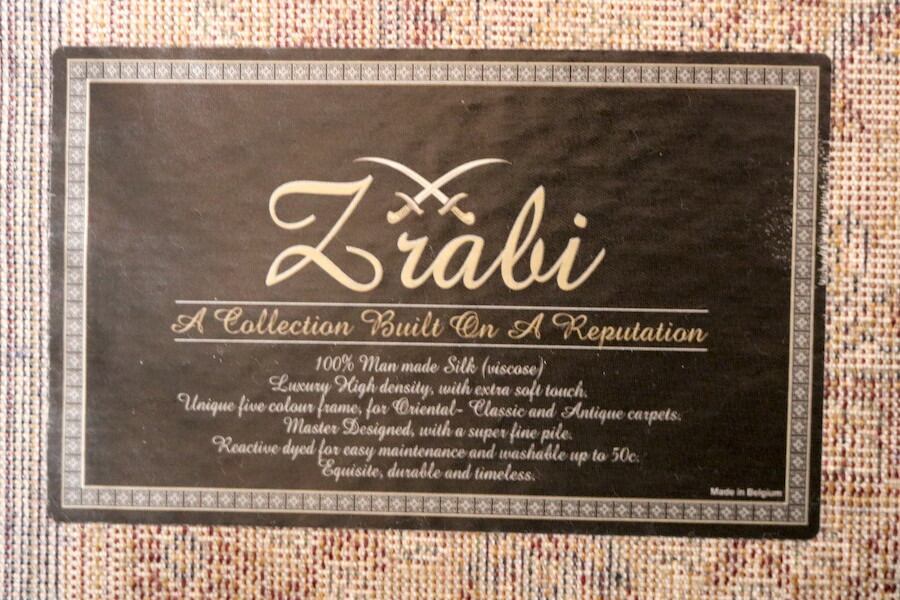 Zrabi
A Collection Built On A Reputation
100% Man made Silk (viscose)
Luxury High density, with extra soft touch.
Unique five colour frame, for Oriental- Classic and Antique carpets.
Master Designed, with a super fine pile.
Reactive dyed for easy maintenance and washable up to 50c.
Equisite, durable and timeless.
Made in Belgium